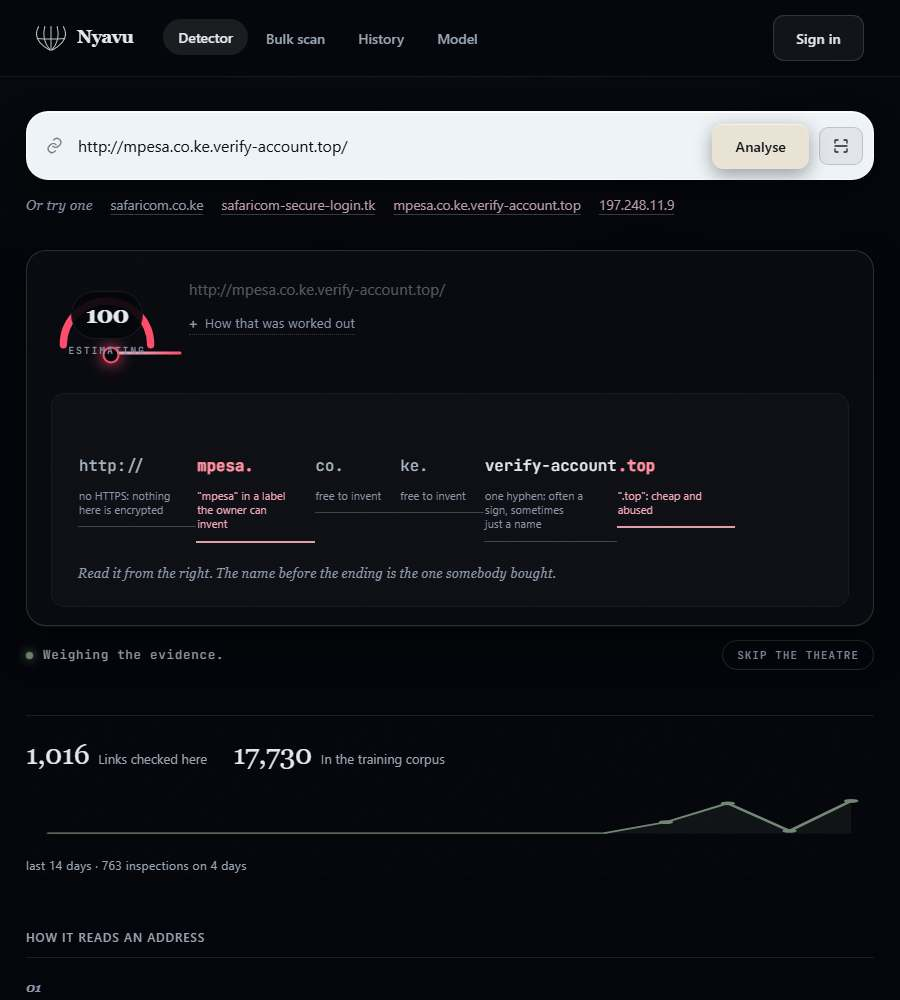 Nyavu
Detector
Bulk scan
History
Model
Sign in
http://mpesa.co.ke.verify-account.top/
Analyse
Or try one safaricom.co.ke safaricom-secure-login.tk mpesa.co.ke.verify-account.top 197.248.11.9
100
ESTIMATING
http://mpesa.co.ke.verify-account.top/
+ How that was worked out
http:// mpesa. co. ke. verify-account.top
no HTTPS: nothing
here is encrypted
"mpesa" in a label
the owner can
invent
free to invent
free to invent
one hyphen: often a
sign, sometimes
just a name
".top": cheap and
abused
Read it from the right. The name before the ending is the one somebody bought.
Weighing the evidence.
SKIP THE THEATRE
1,016 Links checked here
17,730 In the training corpus
last 14 days · 763 inspections on 4 days
HOW IT READS AN ADDRESS
01